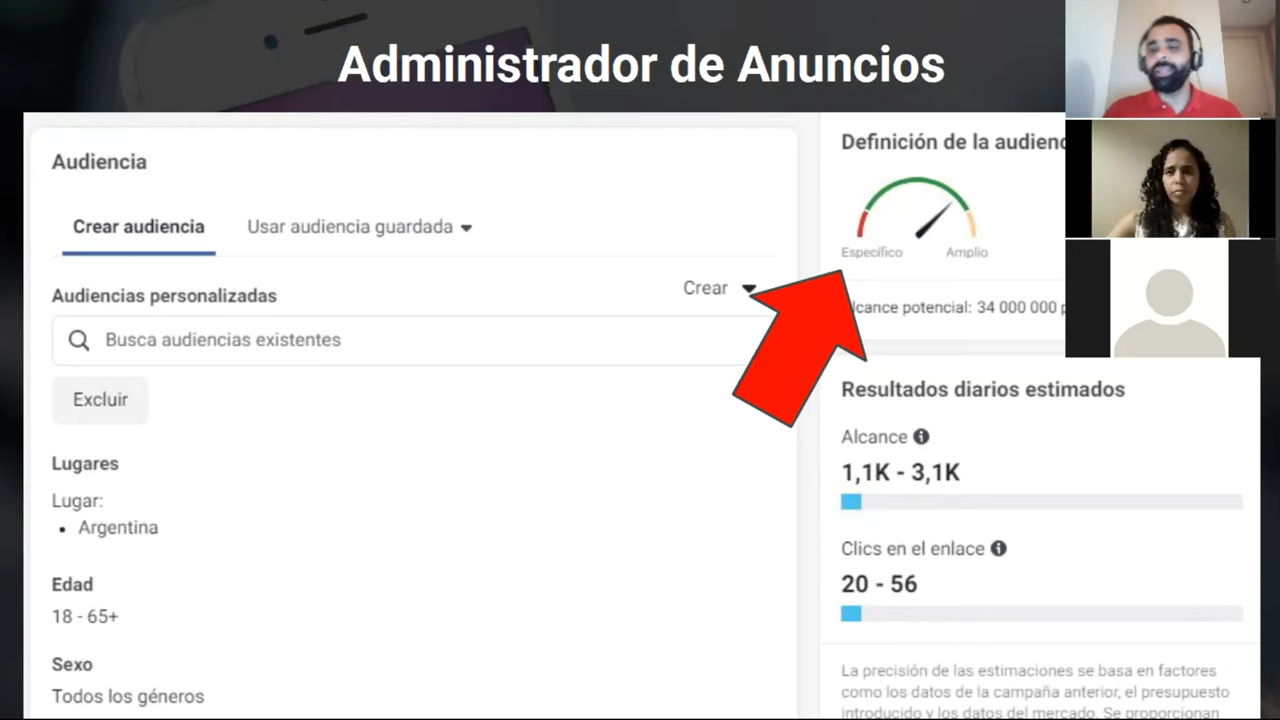 Administrador de Anuncios
Audiencia
Crear audiencia
Usar audiencia guardada
Audiencias personalizadas
Crear
Busca audiencias existentes
Excluir
Lugares
Lugar:
• Argentina
Edad
18 - 65+
Sexo
Todos los géneros
Definición de la
Específico
Amplio
potencial: 34 000 000
Resultados diarios estimados
Alcance
1,1K - 3,1K
Clics en el enlace
20 - 56
La precisión de las estimaciones se basa en factores
como los datos de la campaña anterior, el presupuesto
introducido y los datos del mercado. Se proporcionan